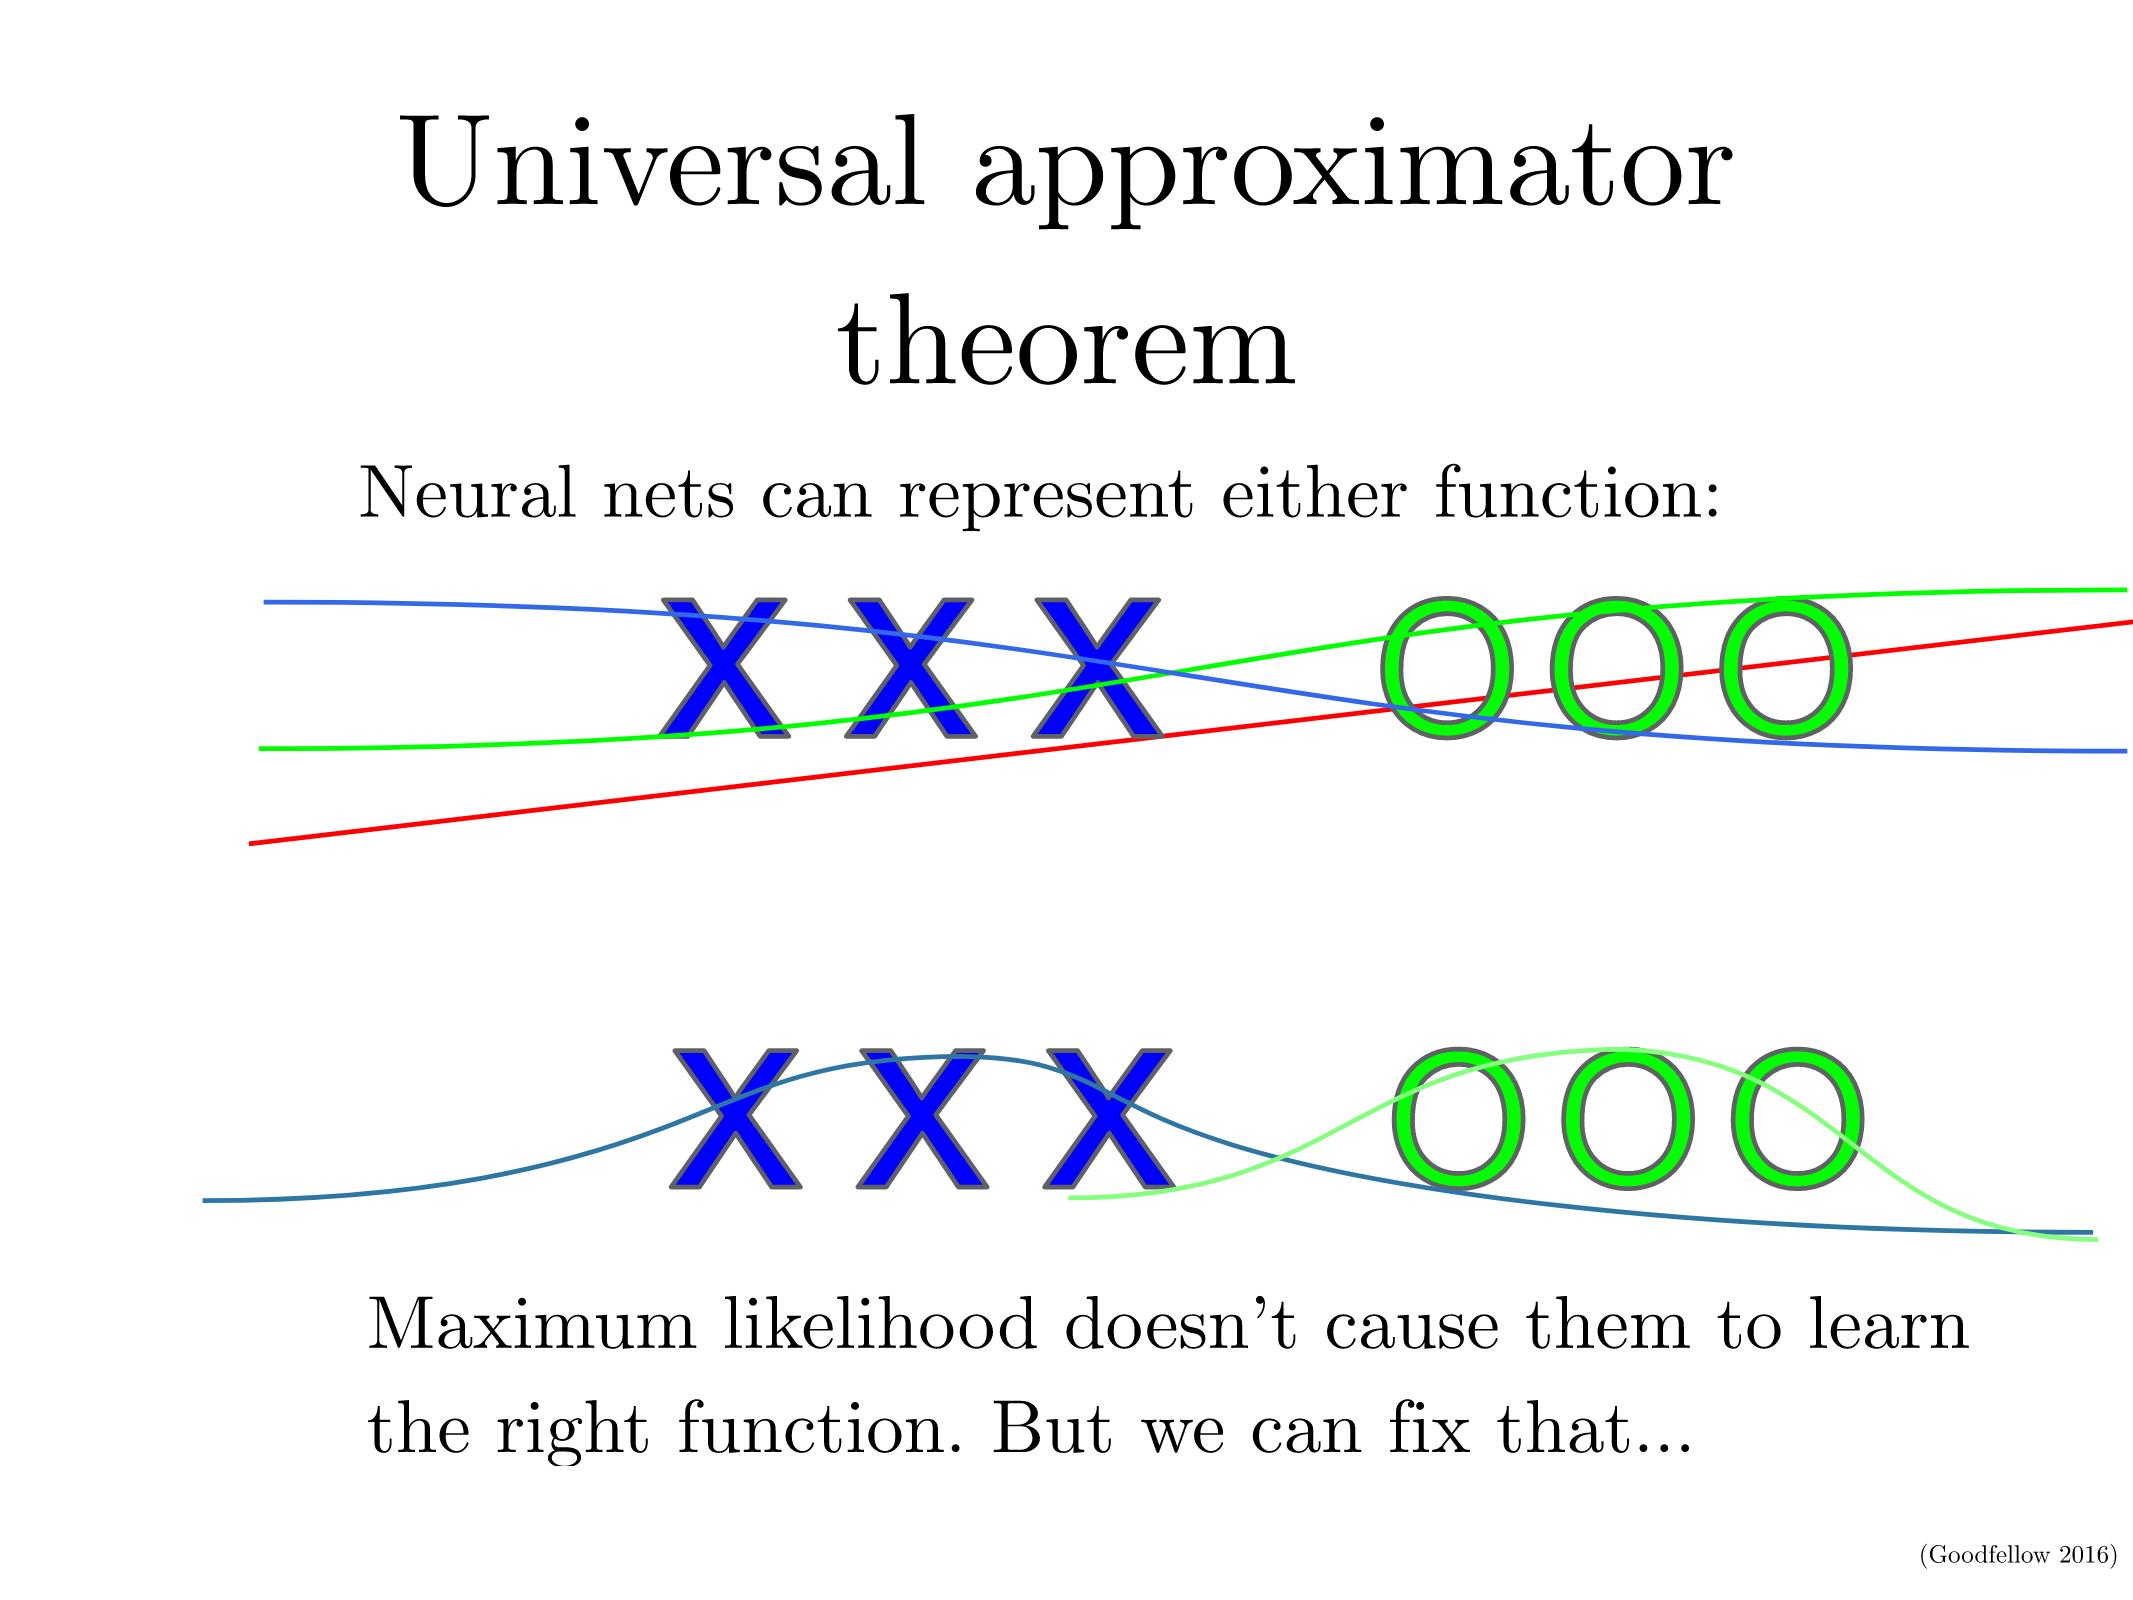 Universal approximator
theorem
Neural nets can represent either function:
X X X O O O
X X X O O O
Maximum likelihood doesn't cause them to learn
the right function. But we can fix that...
(Goodfellow 2016)